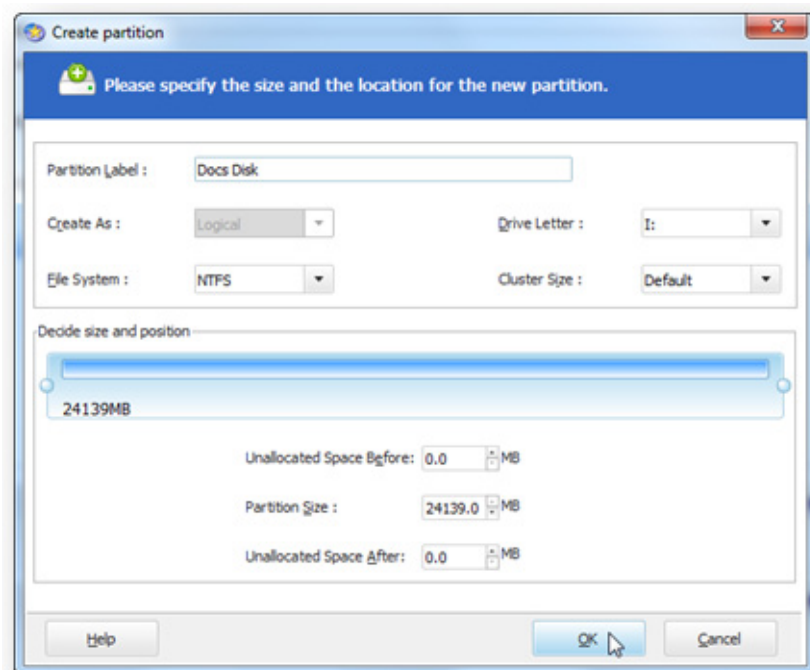 Create partition
Please specify the size and the location for the new partition.
Partition Label : Docs Disk
Create As : Logical Drive Letter : I:
File System : NTFS Cluster Size : Default
Decide size and position
24139MB
Unallocated Space Before: 0.0 MB
Partition Size : 24139.0 MB
Unallocated Space After: 0.0 MB
Help OK Cancel